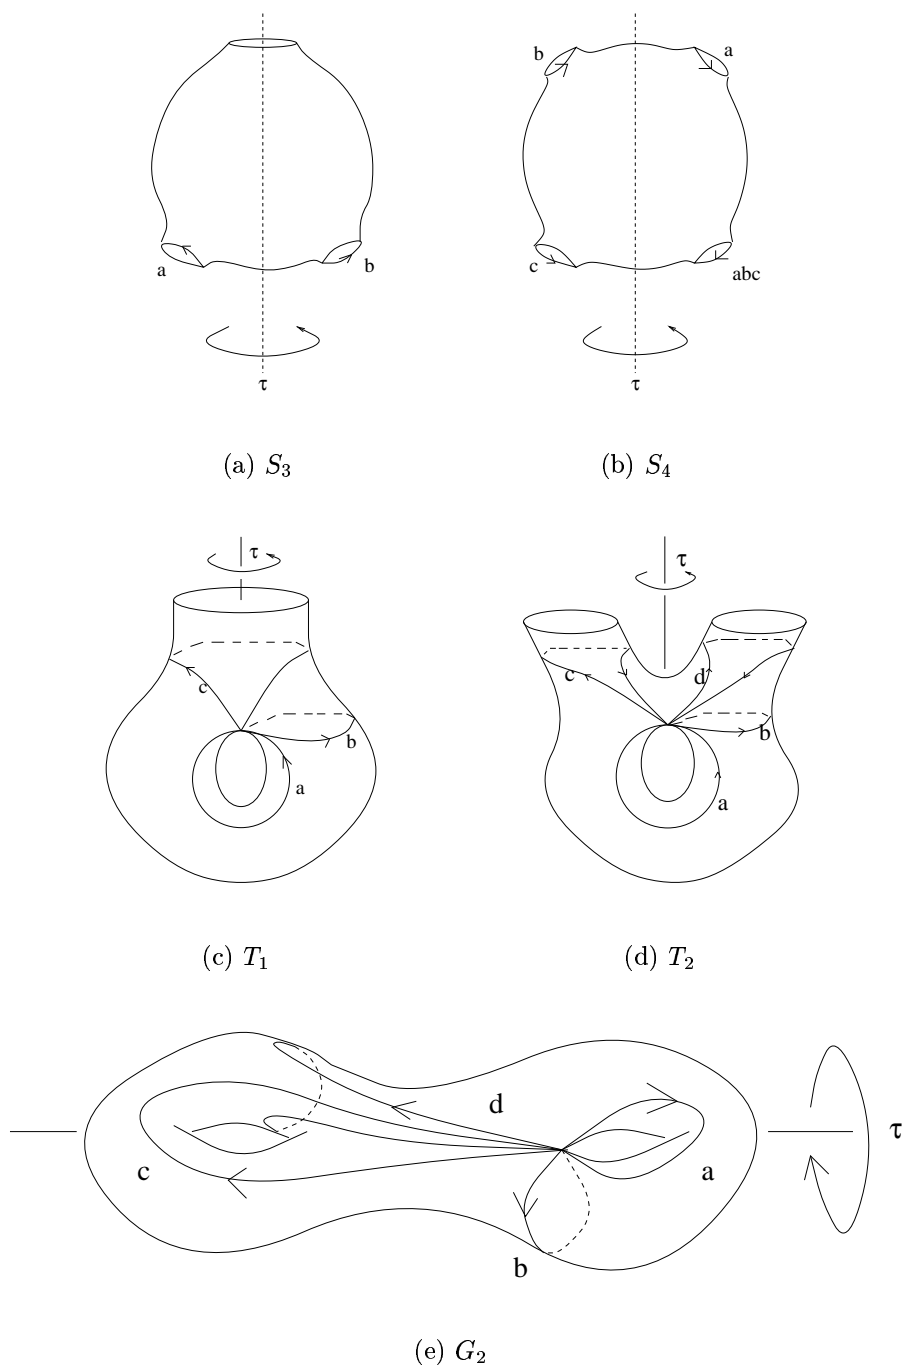 b a
a b c abc
τ τ
(a) S₃ (b) S₄
τ τ
c d
c b b
a a
(c) T₁ (d) T₂
d
τ
c a
b
(e) G₂